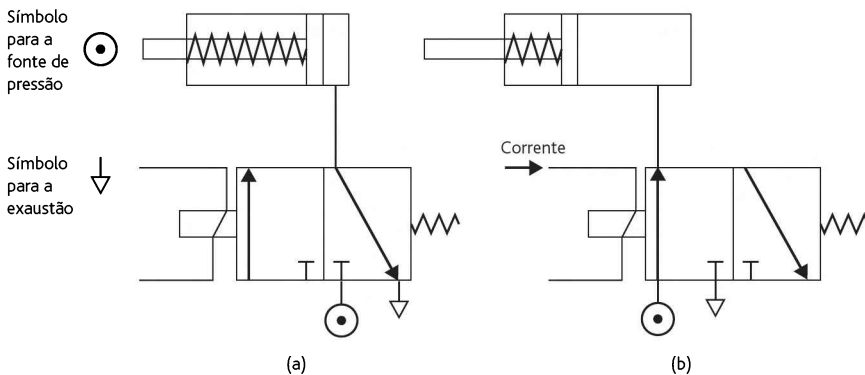 Símbolo
para a
fonte de
pressão
Símbolo
para a
exaustão
Corrente
(a)
(b)